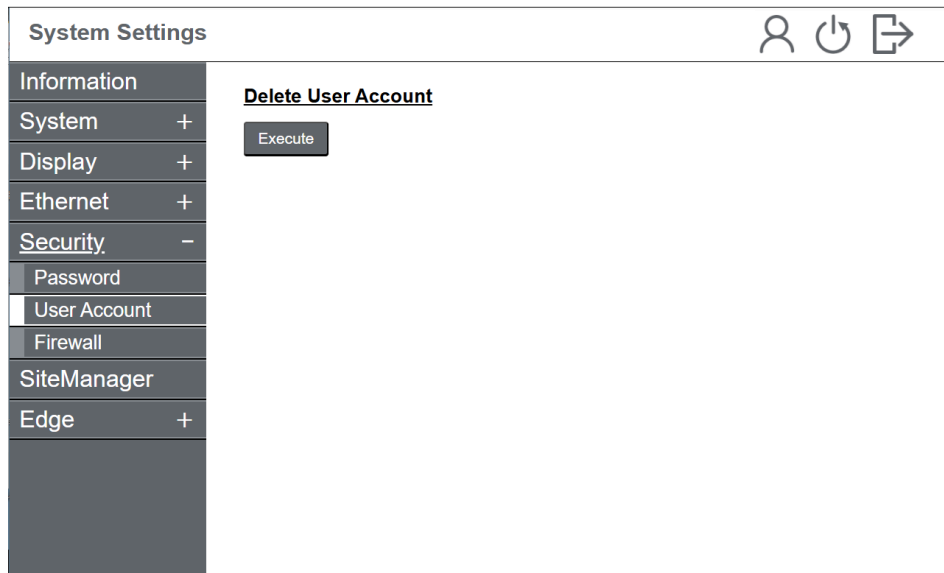 System Settings
Information
System +
Display +
Ethernet +
Security -
Password
User Account
Firewall
SiteManager
Edge +
Delete User Account
Execute